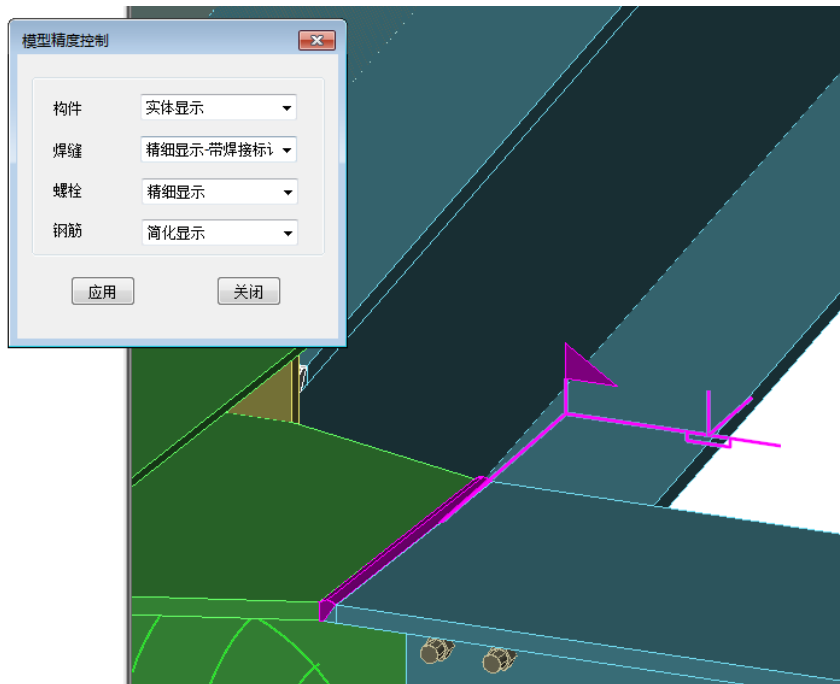 模型精度控制
构件 实体显示
焊缝 精细显示-带焊接标
螺栓 精细显示
钢筋 简化显示
应用 关闭